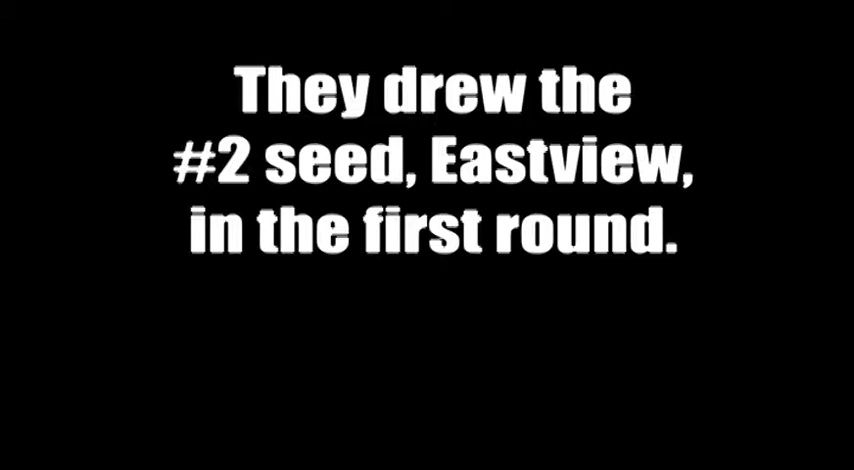 They drew the
#2 seed, Eastview,
in the first round.